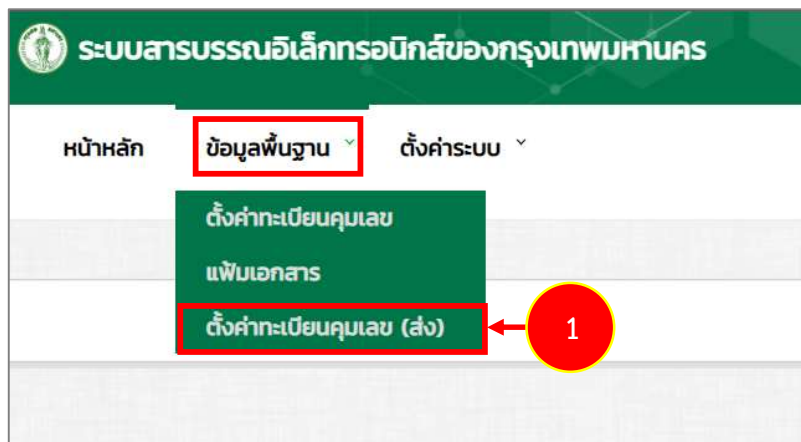 ระบบสารบรรณอิเล็กทรอนิกส์ของกรุงเทพมหานคร
หน้าหลัก ข้อมูลพื้นฐาน ตั้งค่าระบบ
ตั้งค่าทะเบียนคุมเลข
แฟ้มเอกสาร
ตั้งค่าทะเบียนคุมเลข (ส่ง) 1